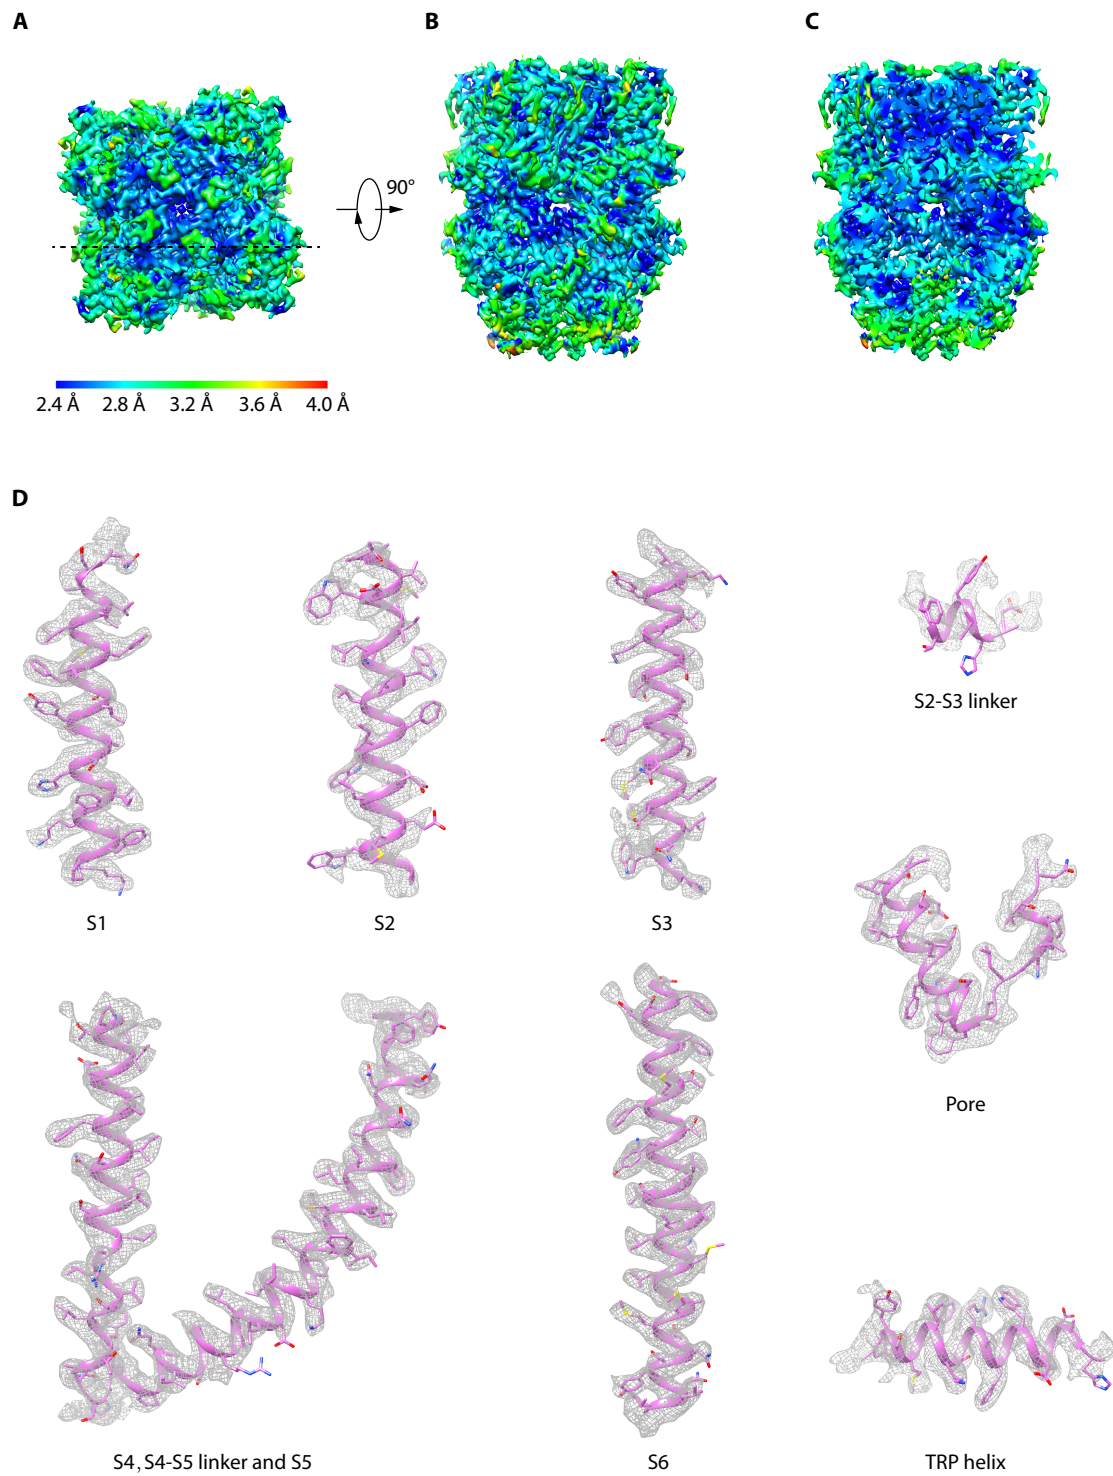 A
B
C
90°
2.4 Å 2.8 Å 3.2 Å 3.6 Å 4.0 Å
D
S2-S3 linker
S1
S2
S3
Pore
S4, S4-S5 linker and S5
S6
TRP helix